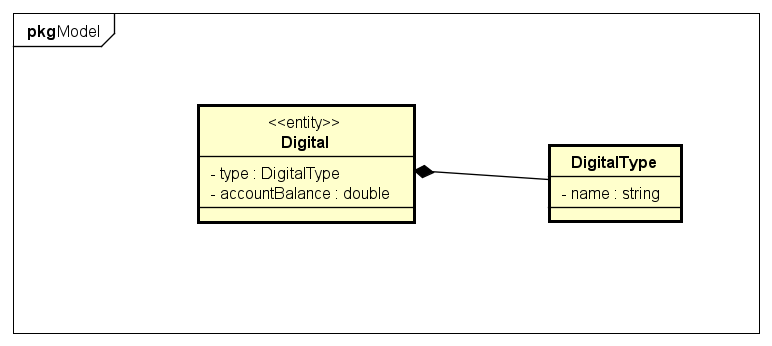 pkgModel
<<entity>>
Digital
- type : DigitalType
- accountBalance : double
DigitalType
- name : string